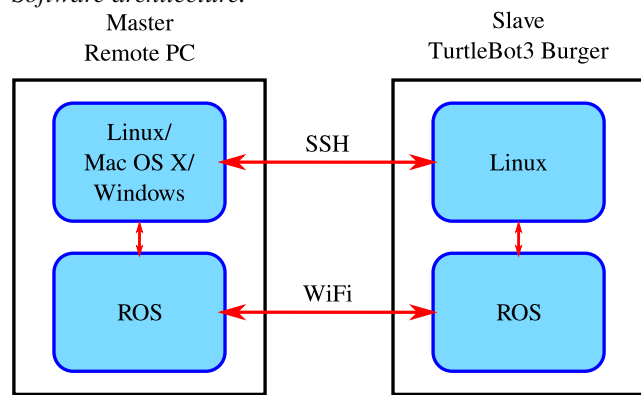 Software architecture.
Master
Remote PC
Slave
TurtleBot3 Burger
Linux/
Mac OS X/
Windows
SSH
Linux
ROS
WiFi
ROS